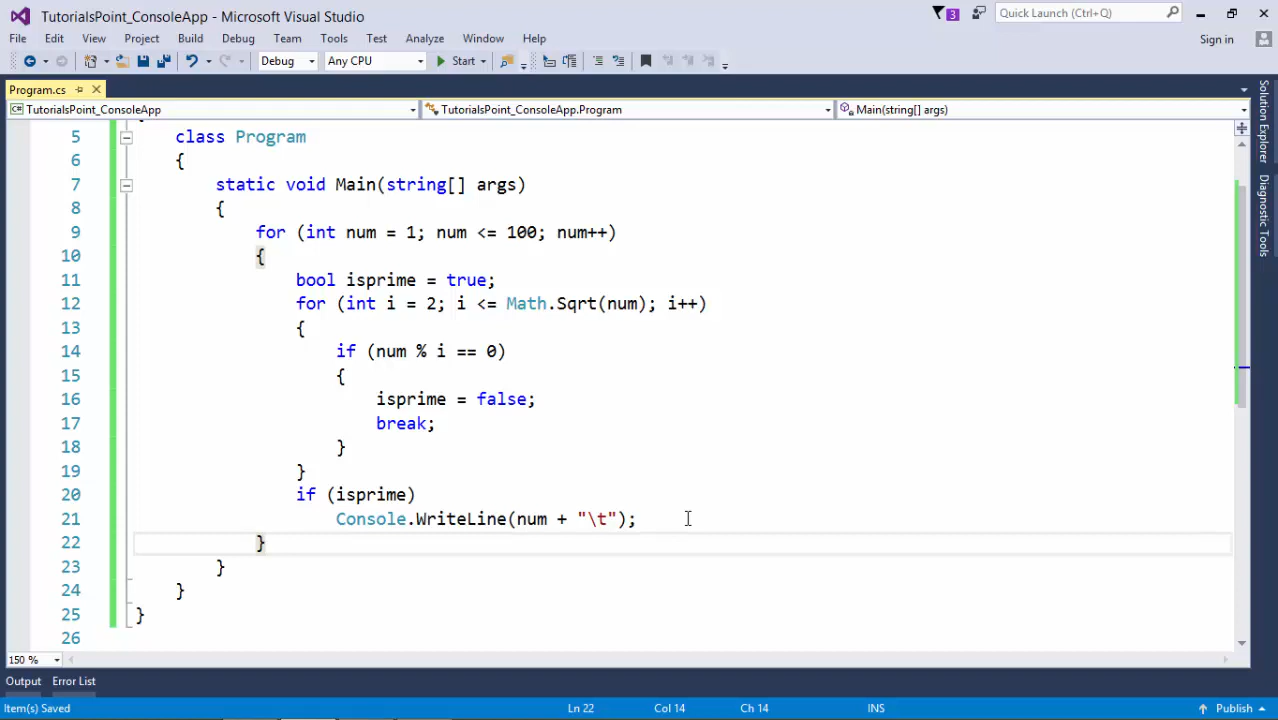 TutorialsPoint_ConsoleApp - Microsoft Visual Studio
3
Quick Launch (Ctrl+Q)
File Edit View Project Build Debug Team Tools Test Analyze Window Help
Sign in
Debug Any CPU Start
Program.cs
TutorialsPoint_ConsoleApp TutorialsPoint_ConsoleApp.Program Main(string[] args)
5 class Program
6 {
7 static void Main(string[] args)
8 {
9 for (int num = 1; num <= 100; num++)
10 {
11 bool isprime = true;
12 for (int i = 2; i <= Math.Sqrt(num); i++)
13 {
14 if (num % i == 0)
15 {
16 isprime = false;
17 break;
18 }
19 }
20 if (isprime)
21 Console.WriteLine(num + "\t");
22 }
23 }
24 }
25 }
26
Solution Explorer
Diagnostic Tools
150 %
Output Error List
Item(s) Saved Ln 22 Col 14 Ch 14 INS Publish